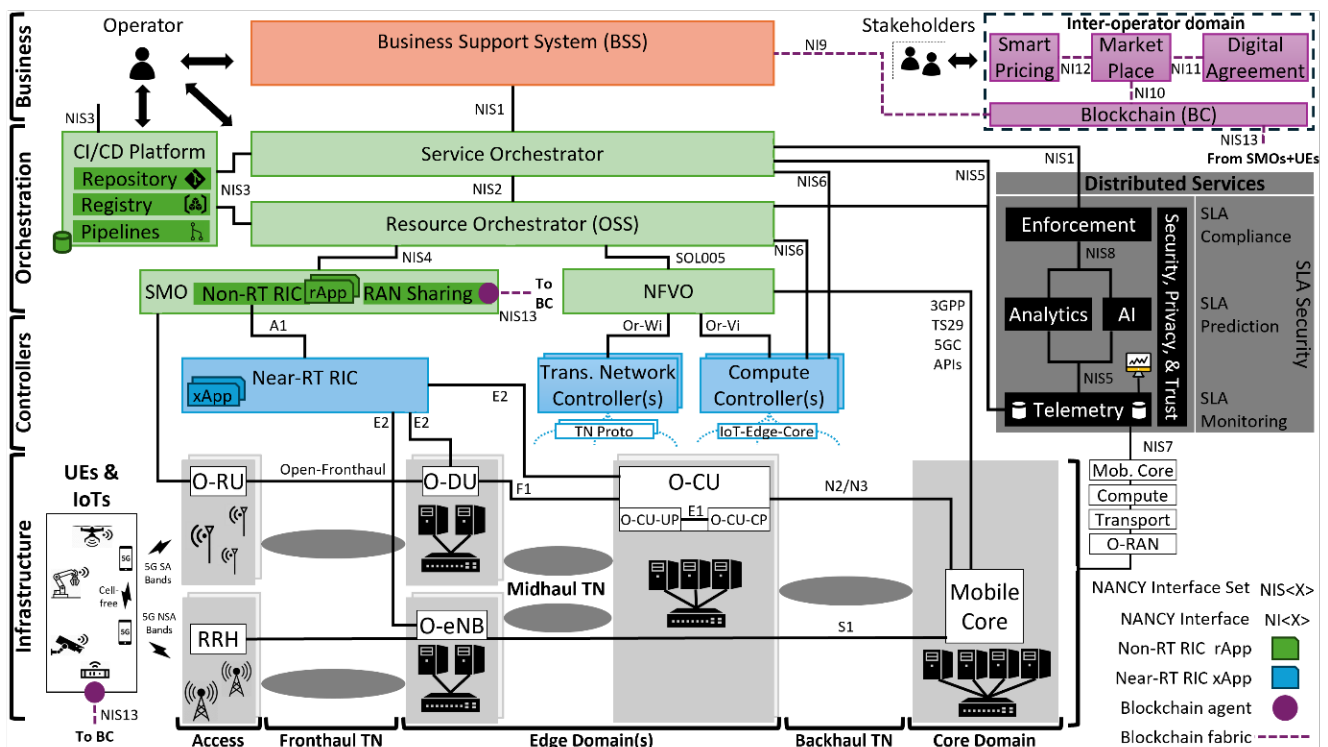 Business
Operator
Business Support System (BSS)
NI9
Stakeholders
Inter-operator domain
Smart
Pricing
NI12
Market
Place
NI11
Digital
Agreement
NI10
Blockchain (BC)
NIS13
From SMOs+UEs
NIS1
Orchestration
NIS3
CI/CD Platform
Repository
Registry
Pipelines
NIS3
Service Orchestrator
NIS2
Resource Orchestrator (OSS)
NIS1
NIS5
NIS6
NIS6
NIS4
SOL005
SMO
Non-RT RIC
rApp
RAN Sharing
To
BC
NIS13
NFVO
Distributed Services
Enforcement
NIS8
Analytics
AI
NIS5
Telemetry
Security, Privacy, & Trust
SLA
Compliance
SLA
Prediction
SLA
Monitoring
SLA Security
NIS7
Controllers
A1
Near-RT RIC
xApp
E2
E2
E2
Or-Wi
Or-Vi
Trans. Network
Controller(s)
TN Proto
Compute
Controller(s)
IoT-Edge-Core
3GPP
TS29
5GC
APIs
Infrastructure
UEs &
IoTs
5G
Cell-
free
5G
5G SA
Bands
5G NSA
Bands
NIS13
To BC
O-RU
Open-Fronthaul
O-DU
F1
O-CU
E1
O-CU-UP
O-CU-CP
N2/N3
Midhaul TN
RRH
O-eNB
S1
Mobile
Core
Mob. Core
Compute
Transport
O-RAN
NANCY Interface Set
NIS<X>
NANCY Interface
NI<X>
Non-RT RIC rApp
Near-RT RIC xApp
Blockchain agent
Blockchain fabric
Access
Fronthaul TN
Edge Domain(s)
Backhaul TN
Core Domain